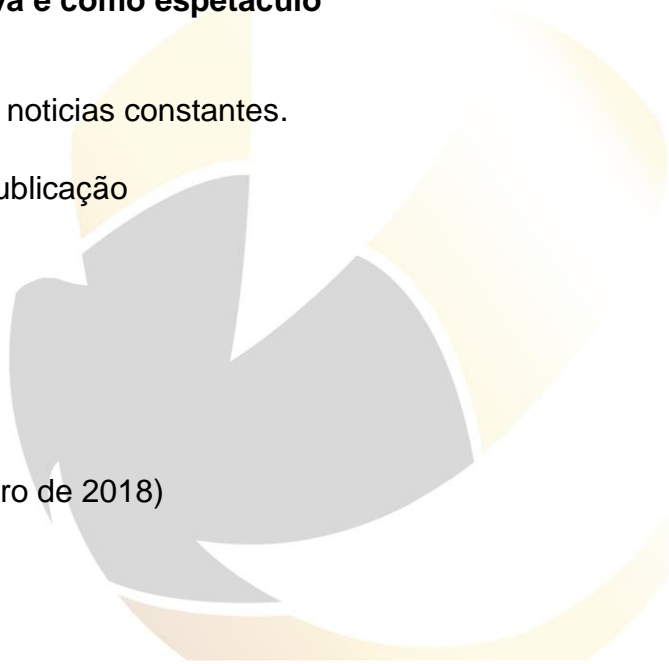 va e como espetáculo
noticias constantes.
ublicação
ro de 2018)